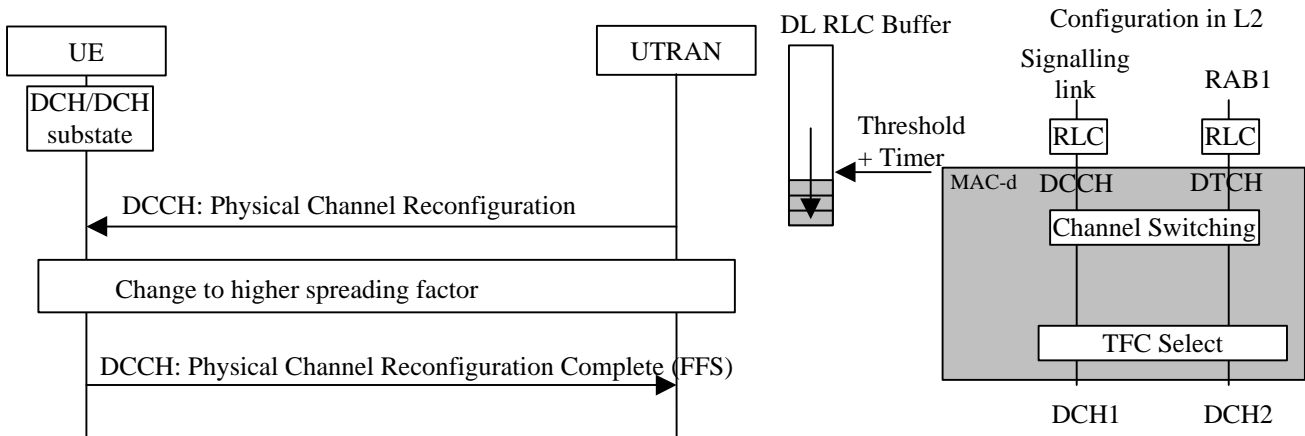 UE
UTRAN
DCH/DCH
substate
DCCH: Physical Channel Reconfiguration
Change to higher spreading factor
DCCH: Physical Channel Reconfiguration Complete (FFS)
DL RLC Buffer
Threshold
+ Timer
Configuration in L2
Signalling
link
RAB1
RLC
RLC
MAC-d
DCCH
DTCH
Channel Switching
TFC Select
DCH1
DCH2